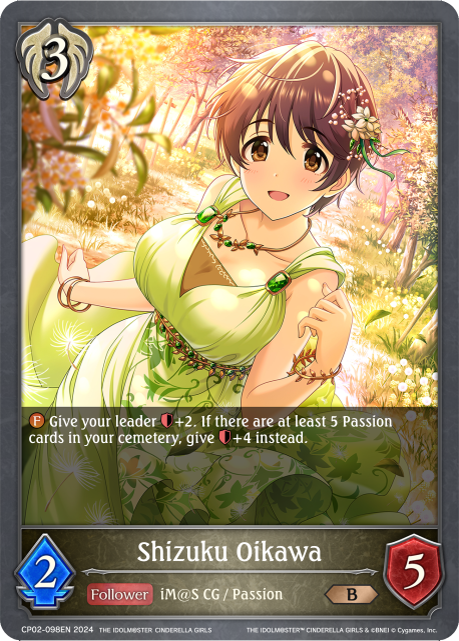 3
F Give your leader +2. If there are at least 5 Passion
cards in your cemetery, give +4 instead.
Shizuku Oikawa
2
5
Follower iM@S CG / Passion
B
CP02-098EN 2024 THE IDOLM@STER CINDERELLA GIRLS THE IDOLM@STER™ CINDERELLA GIRLS & ©BNEI © Cygames, Inc.